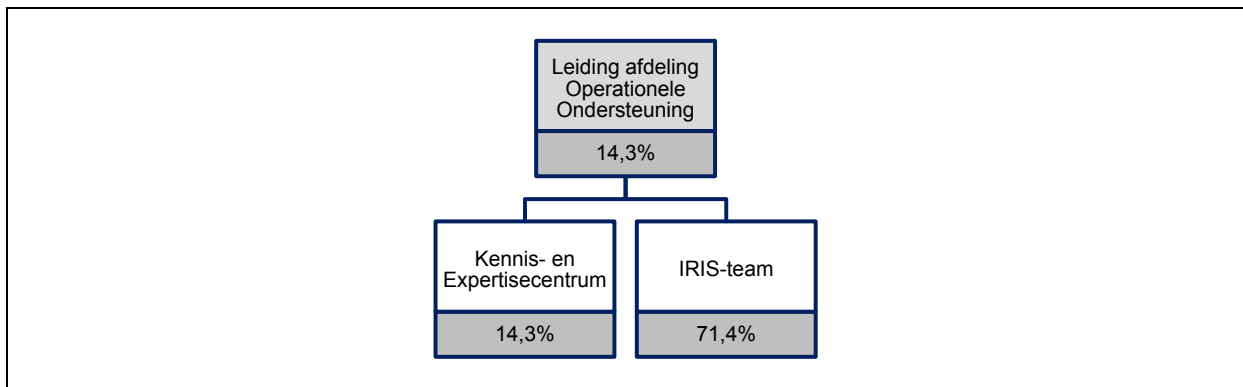 Leiding afdeling
Operationele
Ondersteuning
14,3%
Kennis- en
Expertisecentrum
14,3%
IRIS-team
71,4%